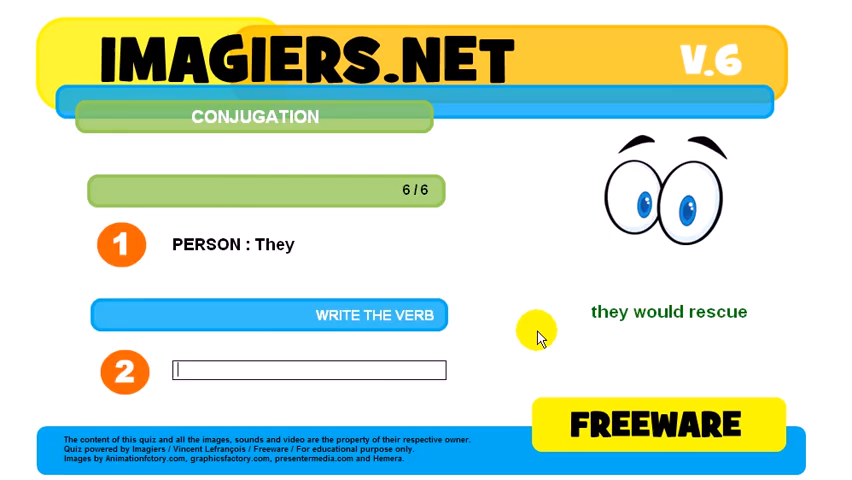 IMAGIERS.NET
V.6
CONJUGATION
6 / 6
1
PERSON : They
WRITE THE VERB
they would rescue
2
FREEWARE
The content of this quiz and all the images, sounds and video are the property of their respective owner.
Quiz powered by Imagiers / Vincent Lefrançois / Freeware / For educational purpose only.
Images by Animationfctory.com, graphicsfactory.com, presentermedia.com and Hemera.